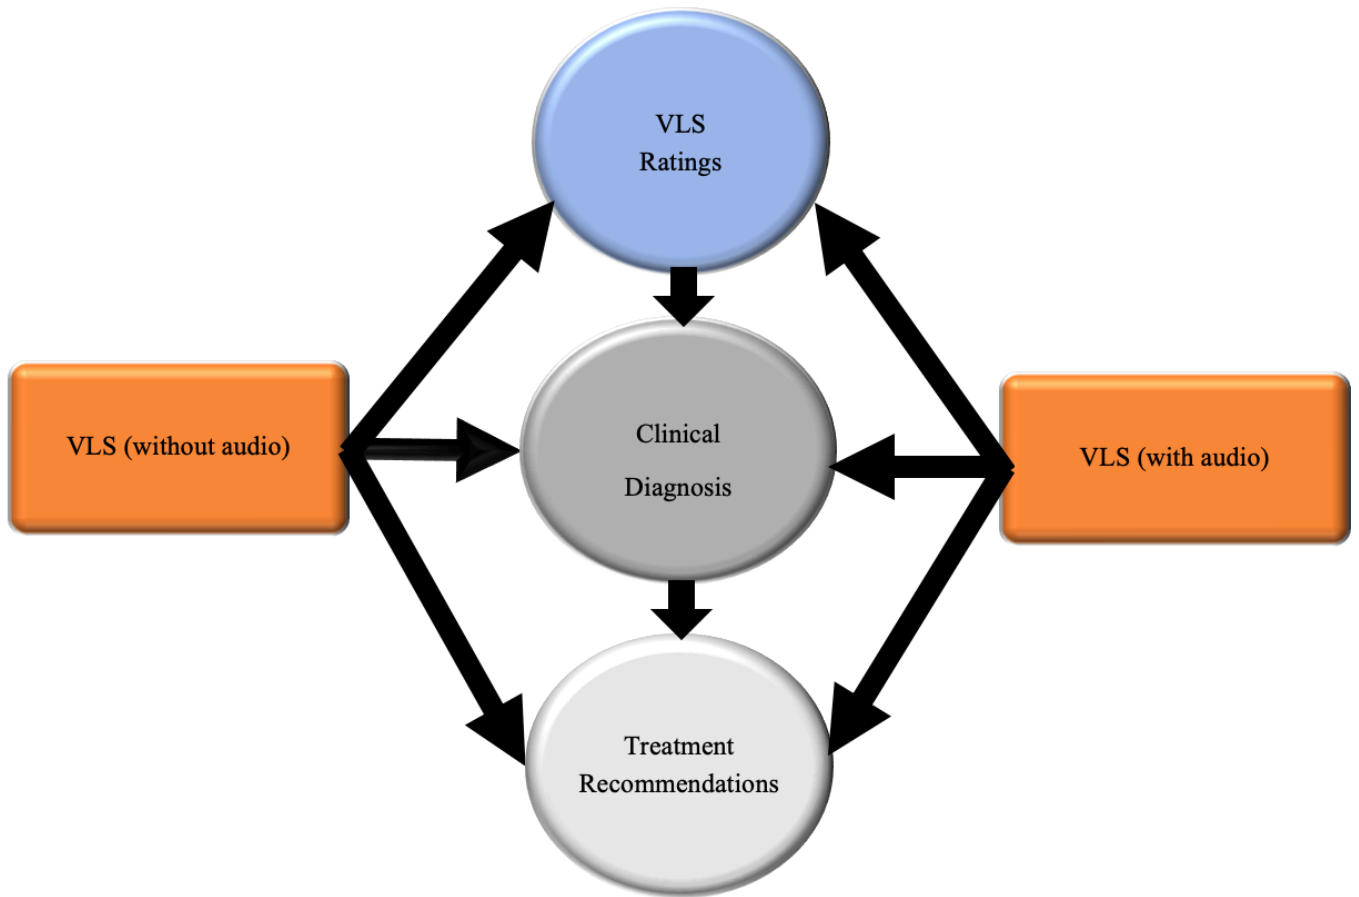 VLS
Ratings
VLS (without audio)
Clinical
Diagnosis
VLS (with audio)
Treatment
Recommendations